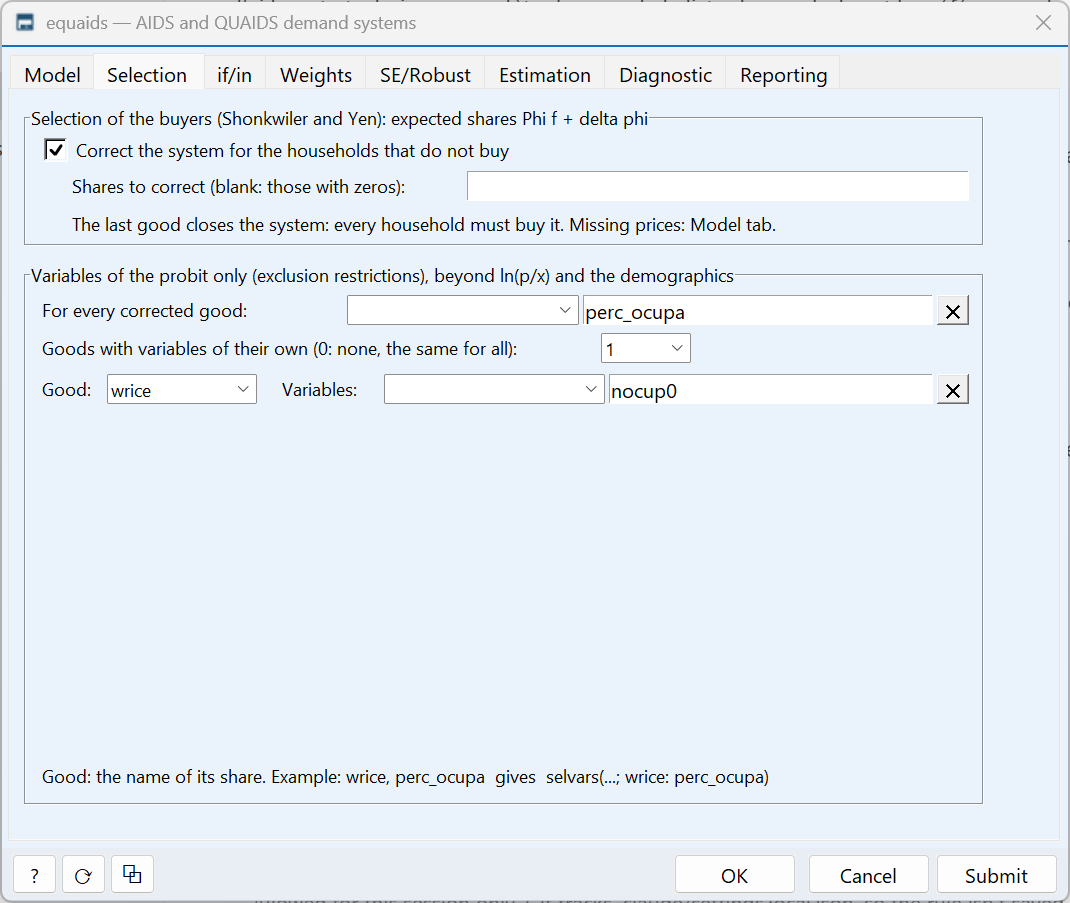 equaids — AIDS and QUAIDS demand systems
Model Selection if/in Weights SE/Robust Estimation Diagnostic Reporting
Selection of the buyers (Shonkwiler and Yen): expected shares Phi f + delta phi
Correct the system for the households that do not buy
Shares to correct (blank: those with zeros):
The last good closes the system: every household must buy it. Missing prices: Model tab.
Variables of the probit only (exclusion restrictions), beyond ln(p/x) and the demographics
For every corrected good: perc_ocupa
Goods with variables of their own (0: none, the same for all): 1
Good: wrice Variables: nocup0
Good: the name of its share. Example: wrice, perc_ocupa gives selvars(...; wrice: perc_ocupa)
? OK Cancel Submit